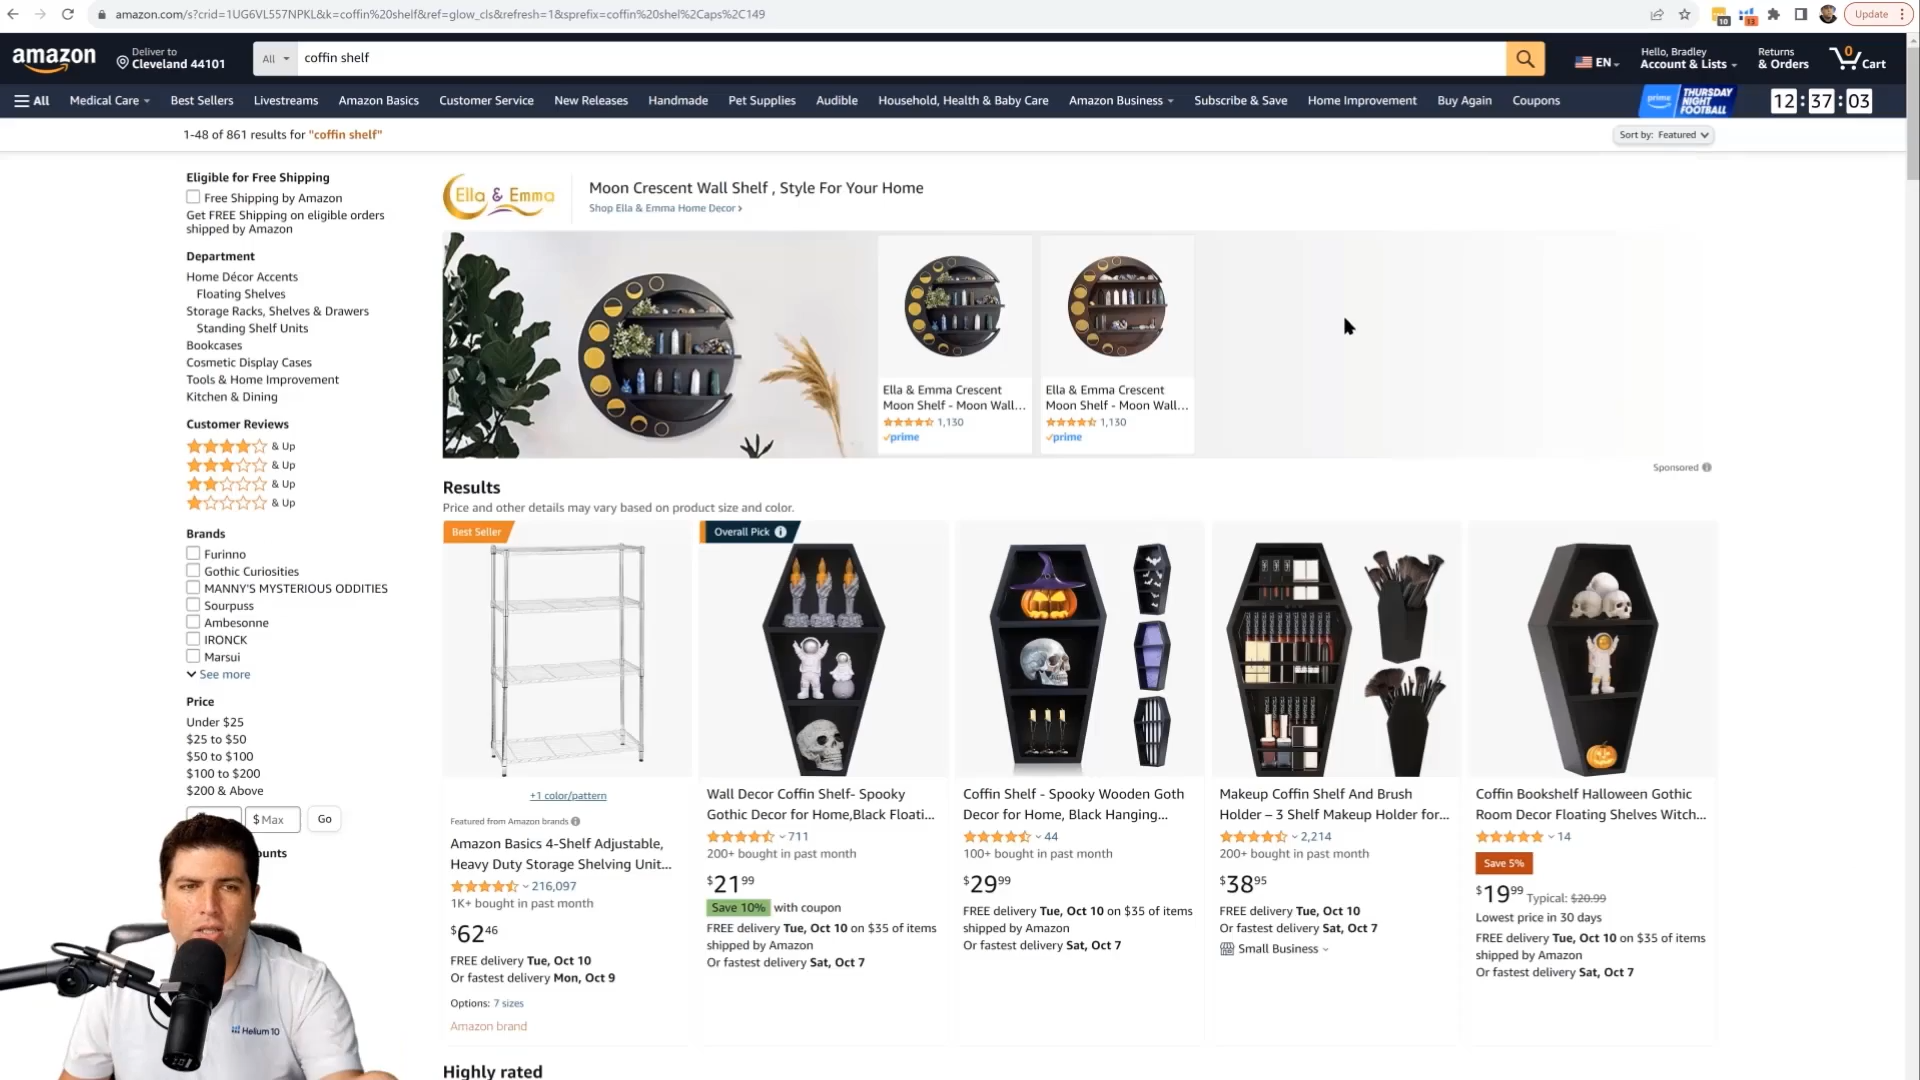 amazon.com/s?crid=1UG6VL557NPKL&k=coffin%20shelf&ref=glow_cls&refresh=1&sprefix=coffin%20shel%2Caps%2C149
10
13
Update
amazon
Deliver to
Cleveland 44101
All
coffin shelf
EN
Hello, Bradley
Account & Lists
Returns
& Orders
0
Cart
All
Medical Care
Best Sellers
Livestreams
Amazon Basics
Customer Service
New Releases
Handmade
Pet Supplies
Audible
Household, Health & Baby Care
Amazon Business
Subscribe & Save
Home Improvement
Buy Again
Coupons
prime
THURSDAY
NIGHT
FOOTBALL
12:37:03
1-48 of 861 results for "coffin shelf"
Sort by: Featured
Eligible for Free Shipping
Free Shipping by Amazon
Get FREE Shipping on eligible orders
shipped by Amazon
Department
Home Décor Accents
Floating Shelves
Storage Racks, Shelves & Drawers
Standing Shelf Units
Bookcases
Cosmetic Display Cases
Tools & Home Improvement
Kitchen & Dining
Customer Reviews
& Up
& Up
& Up
& Up
Brands
Furinno
Gothic Curiosities
MANNY'S MYSTERIOUS ODDITIES
Sourpuss
Ambesonne
IRONCK
Marsui
See more
Price
Under $25
$25 to $50
$50 to $100
$100 to $200
$200 & Above
$ Max
Go
ounts
Helium 10
Ella & Emma
Moon Crescent Wall Shelf , Style For Your Home
Shop Ella & Emma Home Decor ›
Ella & Emma Crescent
Moon Shelf - Moon Wall...
1,130
prime
Ella & Emma Crescent
Moon Shelf - Moon Wall...
1,130
prime
Sponsored
Results
Price and other details may vary based on product size and color.
Best Seller
+1 color/pattern
Featured from Amazon brands
Amazon Basics 4-Shelf Adjustable,
Heavy Duty Storage Shelving Unit...
216,097
1K+ bought in past month
$62 46
FREE delivery Tue, Oct 10
Or fastest delivery Mon, Oct 9
Options: 7 sizes
Amazon brand
Overall Pick
Wall Decor Coffin Shelf- Spooky
Gothic Decor for Home,Black Floati...
711
200+ bought in past month
$21 99
Save 10% with coupon
FREE delivery Tue, Oct 10 on $35 of items
shipped by Amazon
Or fastest delivery Sat, Oct 7
Coffin Shelf - Spooky Wooden Goth
Decor for Home, Black Hanging...
44
100+ bought in past month
$29 99
FREE delivery Tue, Oct 10 on $35 of items
shipped by Amazon
Or fastest delivery Sat, Oct 7
Makeup Coffin Shelf And Brush
Holder – 3 Shelf Makeup Holder for...
2,214
200+ bought in past month
$38 95
FREE delivery Tue, Oct 10
Or fastest delivery Sat, Oct 7
Small Business
Coffin Bookshelf Halloween Gothic
Room Decor Floating Shelves Witch...
14
Save 5%
$19 99 Typical: $20.99
Lowest price in 30 days
FREE delivery Tue, Oct 10 on $35 of items
shipped by Amazon
Or fastest delivery Sat, Oct 7
Highly rated